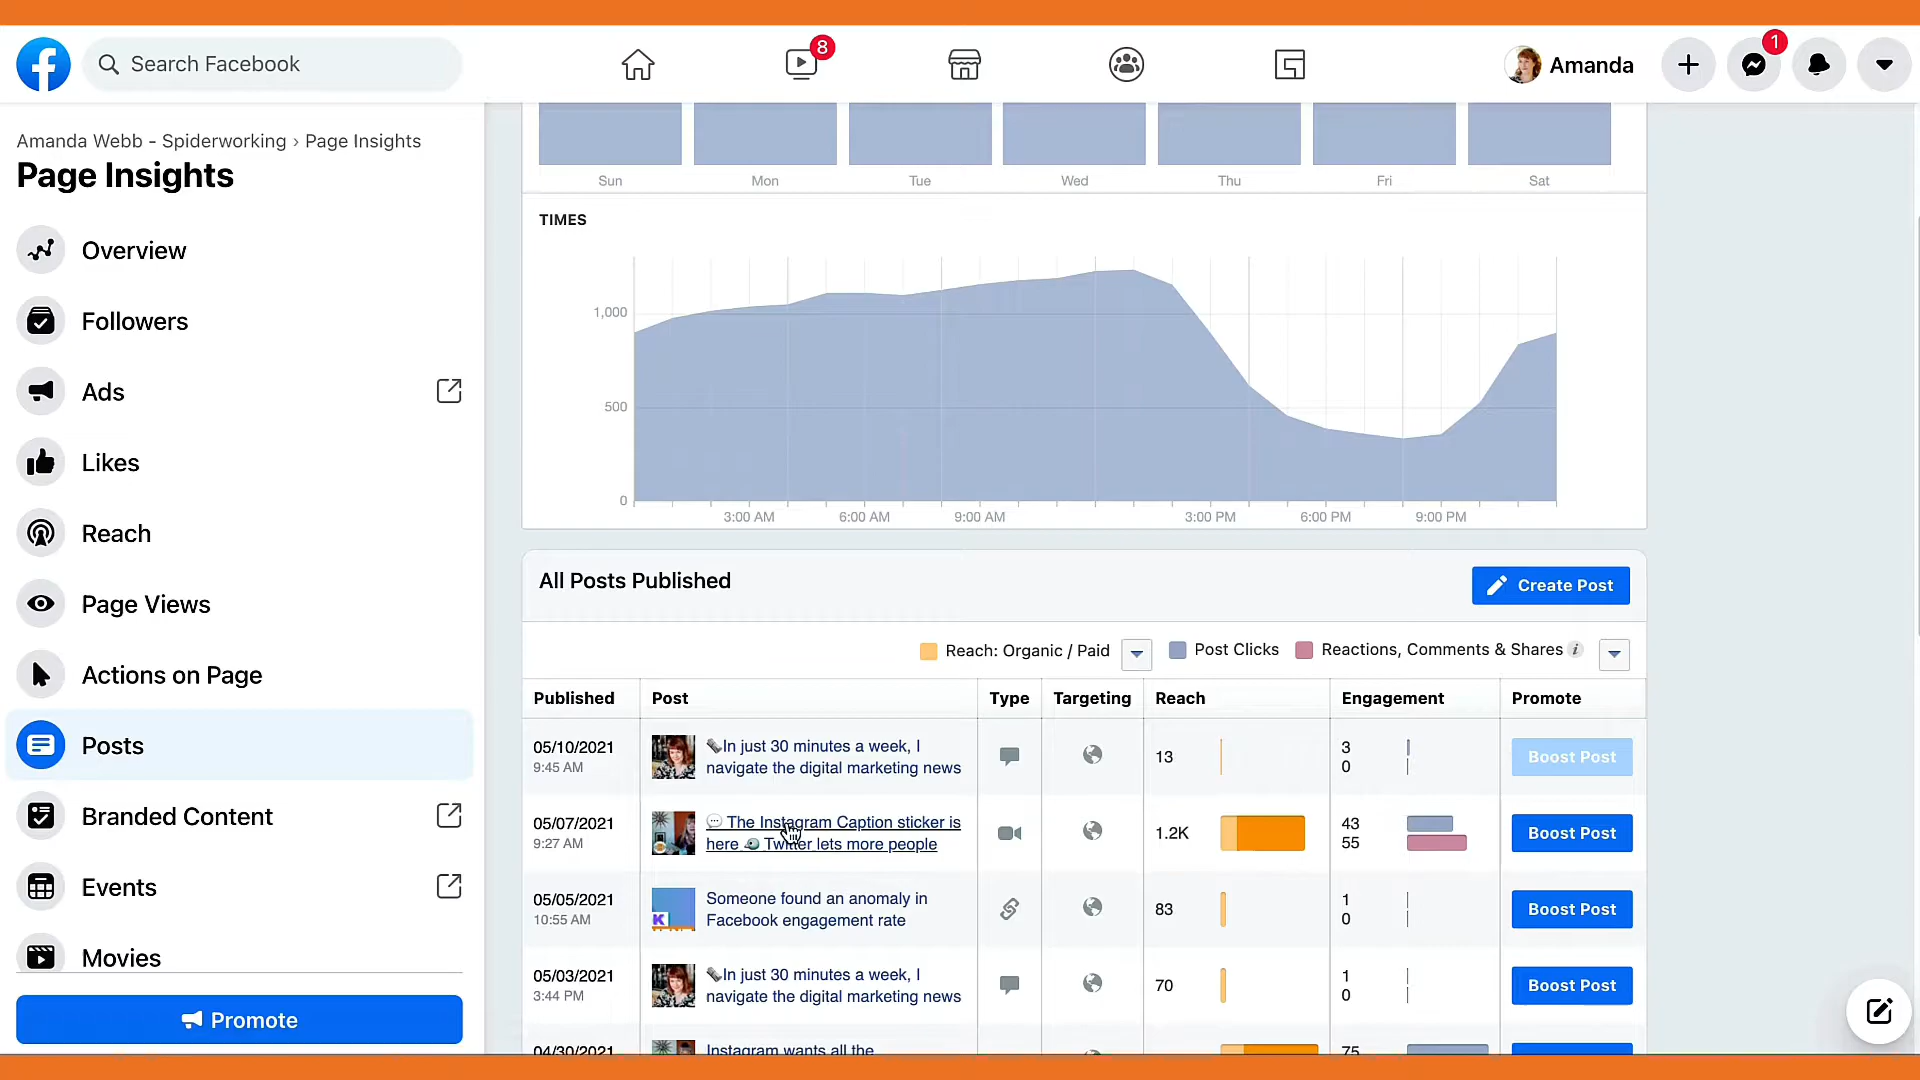 Search Facebook
8
Amanda
1
Amanda Webb - Spiderworking › Page Insights
Page Insights
Overview
Followers
Ads
Likes
Reach
Page Views
Actions on Page
Posts
Branded Content
Events
Movies
Promote
Sun Mon Tue Wed Thu Fri Sat
TIMES
1,000
500
0
3:00 AM 6:00 AM 9:00 AM 3:00 PM 6:00 PM 9:00 PM
All Posts Published
Create Post
Reach: Organic / Paid Post Clicks Reactions, Comments & Shares i
Published Post Type Targeting Reach Engagement Promote
05/10/2021
9:45 AM
In just 30 minutes a week, I
navigate the digital marketing news
13
3
0
Boost Post
05/07/2021
9:27 AM
The Instagram Caption sticker is
here Twitter lets more people
1.2K
43
55
Boost Post
05/05/2021
10:55 AM
K
Someone found an anomaly in
Facebook engagement rate
83
1
0
Boost Post
05/03/2021
3:44 PM
In just 30 minutes a week, I
navigate the digital marketing news
70
1
0
Boost Post
04/30/2021
Instagram wants all the
75